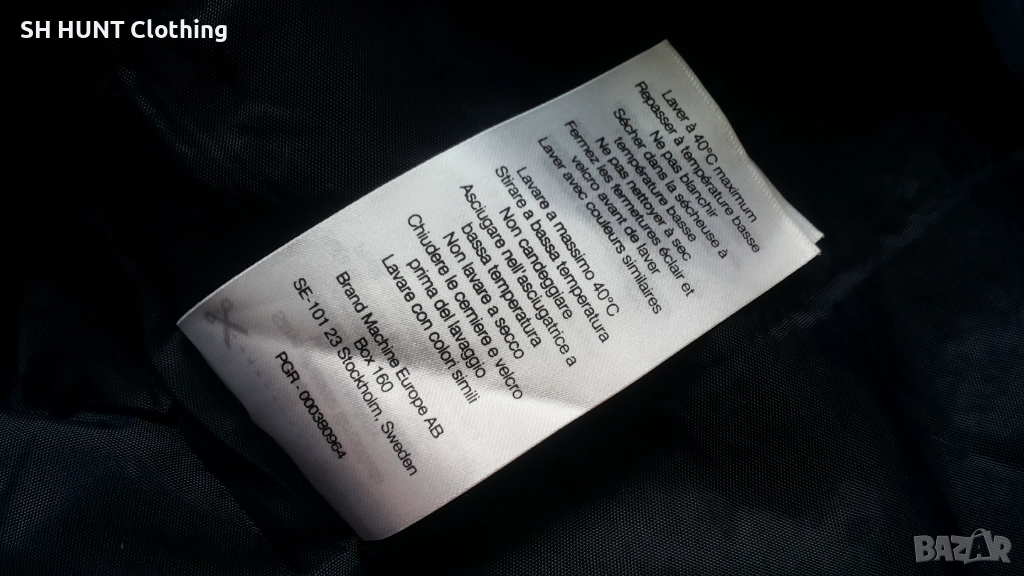 SH HUNT Clothing
Laver à 40°C maximum
Repasser à température basse
Ne pas blanchir
Sécher dans la sécheuse à
température basse
Ne pas nettoyer à sec
Fermez les fermetures éclair et
velcro avant de laver
Laver avec couleurs similaires
Lavare a massimo 40°C
Stirare a bassa temperatura
Non candeggiare
Asciugare nell'asciugatrice a
bassa temperatura
Non lavare a secco
Chiudere le cerniere e velcro
prima del lavaggio
Lavare con colori simili
Brand Machine Europe AB
Box 160
SE-101 23 Stockholm, Sweden
PGR - 000380964
BAZAR